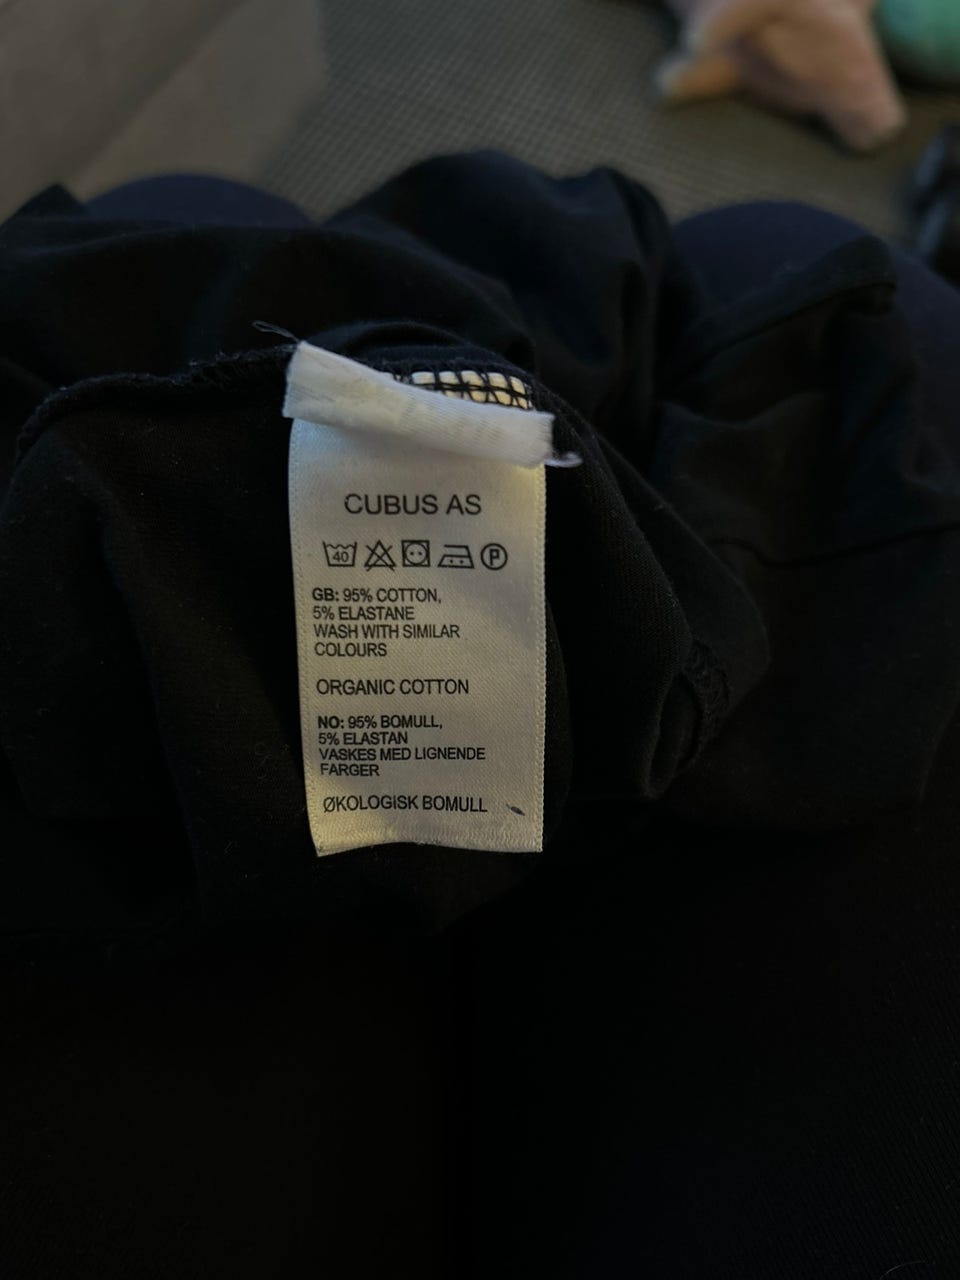 CUBUS AS
40 P
GB: 95% COTTON,
5% ELASTANE
WASH WITH SIMILAR
COLOURS
ORGANIC COTTON
NO: 95% BOMULL,
5% ELASTAN
VASKES MED LIGNENDE
FARGER
ØKOLOGISK BOMULL